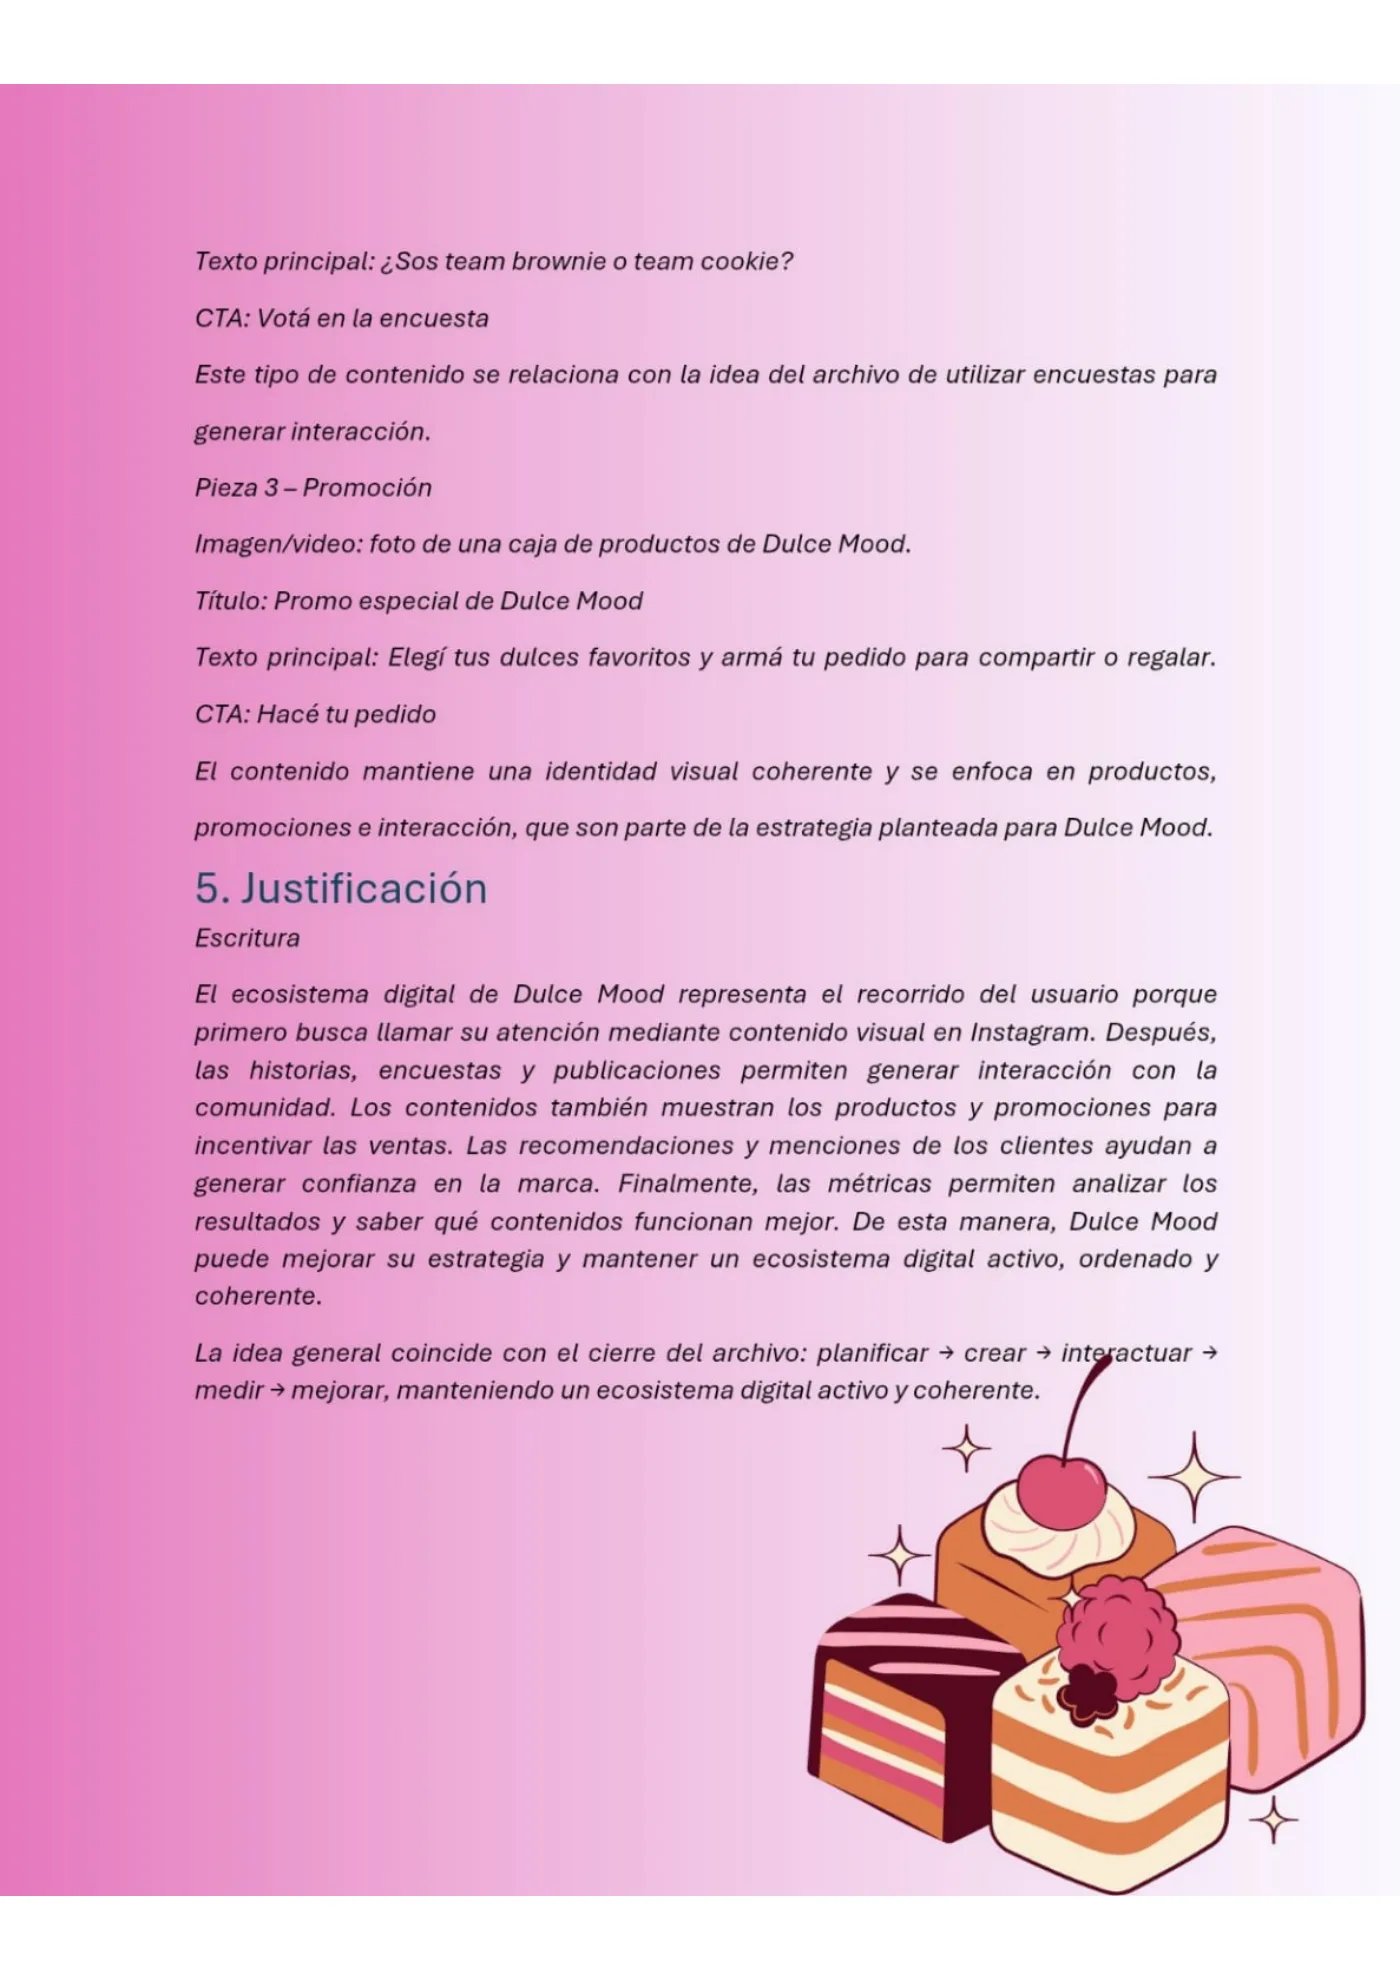 Texto principal: ¿Sos team brownie o team cookie?
CTA: Votá en la encuesta
Este tipo de contenido se relaciona con la idea del archivo de utilizar encuestas para
generar interacción.
Pieza 3 – Promoción
Imagen/video: foto de una caja de productos de Dulce Mood.
Título: Promo especial de Dulce Mood
Texto principal: Elegí tus dulces favoritos y armá tu pedido para compartir o regalar.
CTA: Hacé tu pedido
El contenido mantiene una identidad visual coherente y se enfoca en productos,
promociones e interacción, que son parte de la estrategia planteada para Dulce Mood.
5. Justificación
Escritura
El ecosistema digital de Dulce Mood representa el recorrido del usuario porque
primero busca llamar su atención mediante contenido visual en Instagram. Después,
las historias, encuestas y publicaciones permiten generar interacción con la
comunidad. Los contenidos también muestran los productos y promociones para
incentivar las ventas. Las recomendaciones y menciones de los clientes ayudan a
generar confianza en la marca. Finalmente, las métricas permiten analizar los
resultados y saber qué contenidos funcionan mejor. De esta manera, Dulce Mood
puede mejorar su estrategia y mantener un ecosistema digital activo, ordenado y
coherente.
La idea general coincide con el cierre del archivo: planificar → crear → interactuar →
medir → mejorar, manteniendo un ecosistema digital activo y coherente.